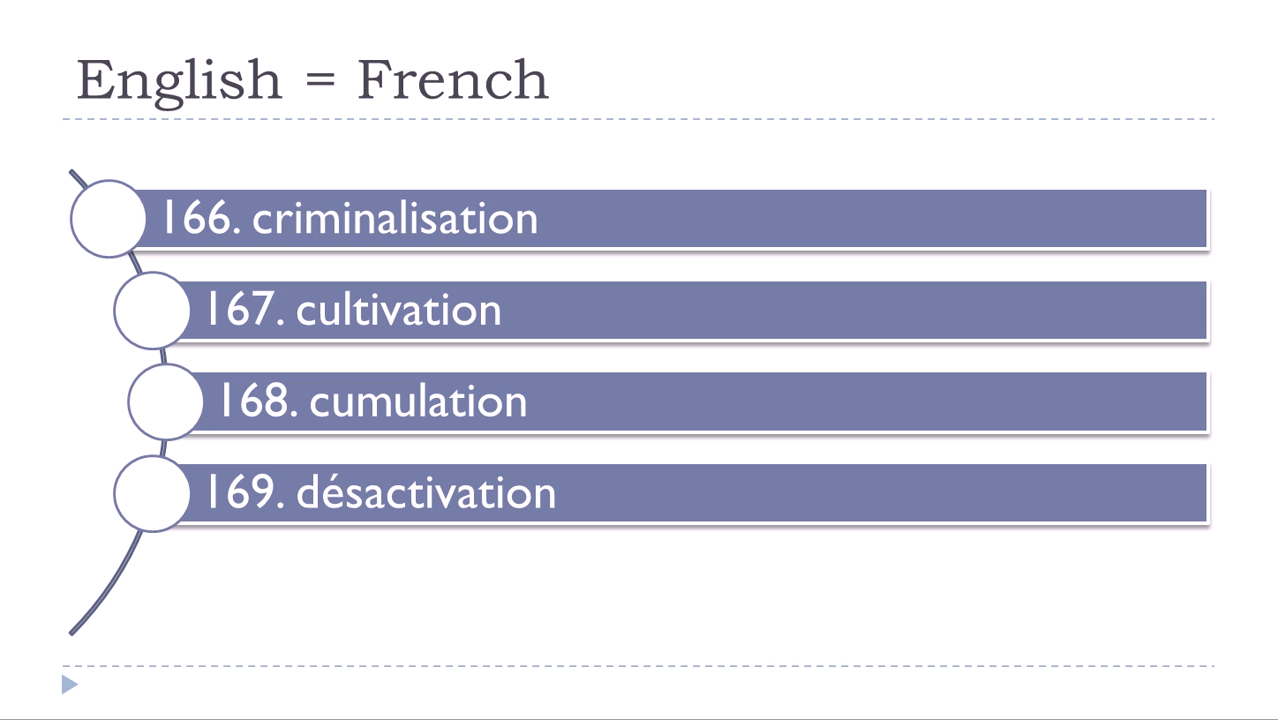 English = French
166. criminalisation
167. cultivation
168. cumulation
169. désactivation